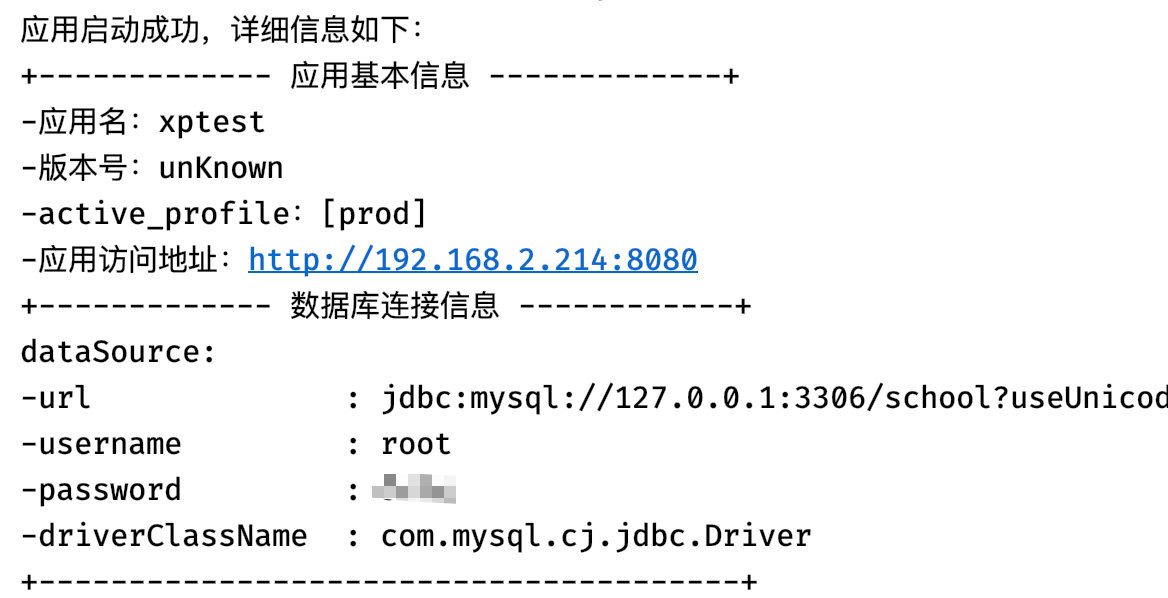 应用启动成功，详细信息如下：
+------------- 应用基本信息 -------------+
-应用名：xptest
-版本号：unKnown
-active_profile：[prod]
-应用访问地址：http://192.168.2.214:8080
+------------- 数据库连接信息 ------------+
dataSource:
-url : jdbc:mysql://127.0.0.1:3306/school?useUnicod
-username : root
-password :
-driverClassName : com.mysql.cj.jdbc.Driver
+---------------------------------------+